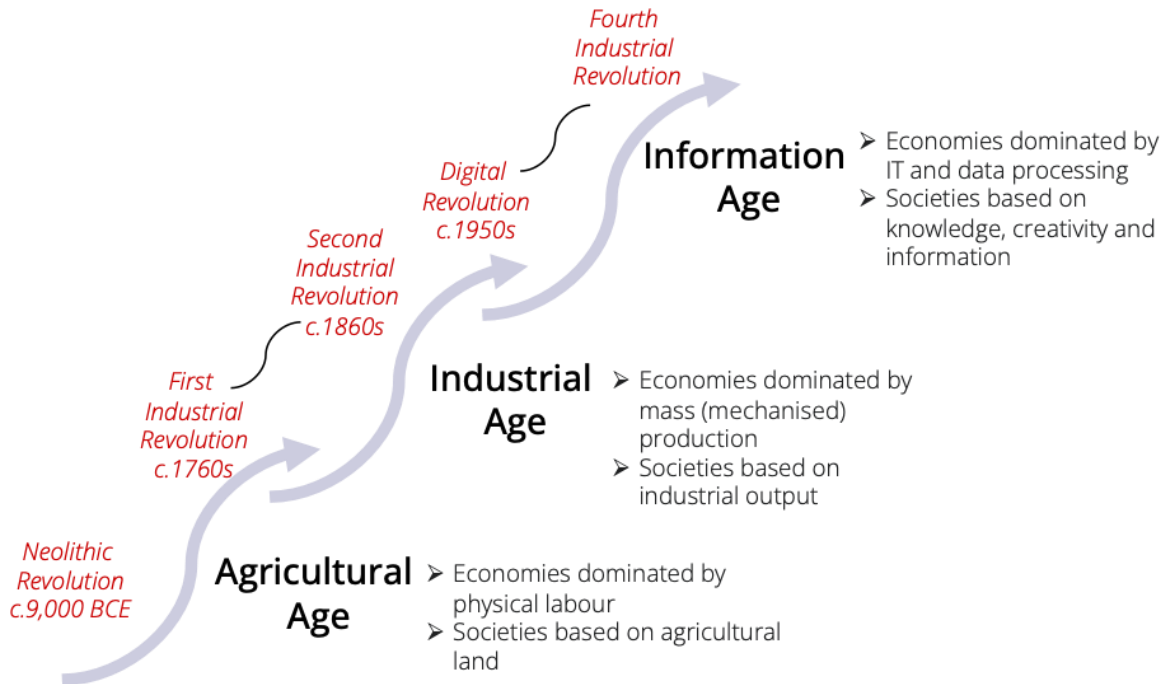 Fourth
Industrial
Revolution
Information
Age
➢ Economies dominated by
IT and data processing
➢ Societies based on
knowledge, creativity and
information
Digital
Revolution
c.1950s
Second
Industrial
Revolution
c.1860s
Industrial
Age
➢ Economies dominated by
mass (mechanised)
production
➢ Societies based on
industrial output
First
Industrial
Revolution
c.1760s
Neolithic
Revolution
c.9,000 BCE
Agricultural
Age
➢ Economies dominated by
physical labour
➢ Societies based on agricultural
land